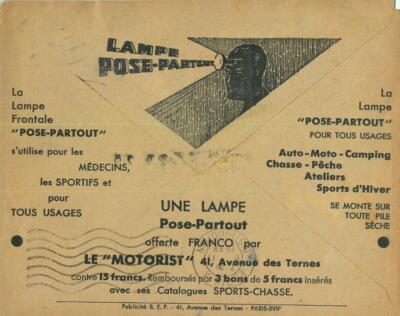 LAMPE
POSE-PARTOUT
La
Lampe
Frontale
"POSE-PARTOUT"
s'utilise pour les
MÉDECINS,
les SPORTIFS et
pour
TOUS USAGES
La
Lampe
"POSE-PARTOUT"
POUR TOUS USAGES
Auto-Moto-Camping
Chasse-Pêche
Ateliers
Sports d'Hiver
SE MONTE SUR
TOUTE PILE
SÈCHE
UNE LAMPE
Pose-Partout
offerte FRANCO par
LE "MOTORIST" 41, Avenue des Ternes
contre 15 francs. Remboursés par 3 bons de 5 francs insérés
avec ses Catalogues SPORTS-CHASSE.
Publicité B. E. P. - 41, Avenue des Ternes - PARIS-XVIIe